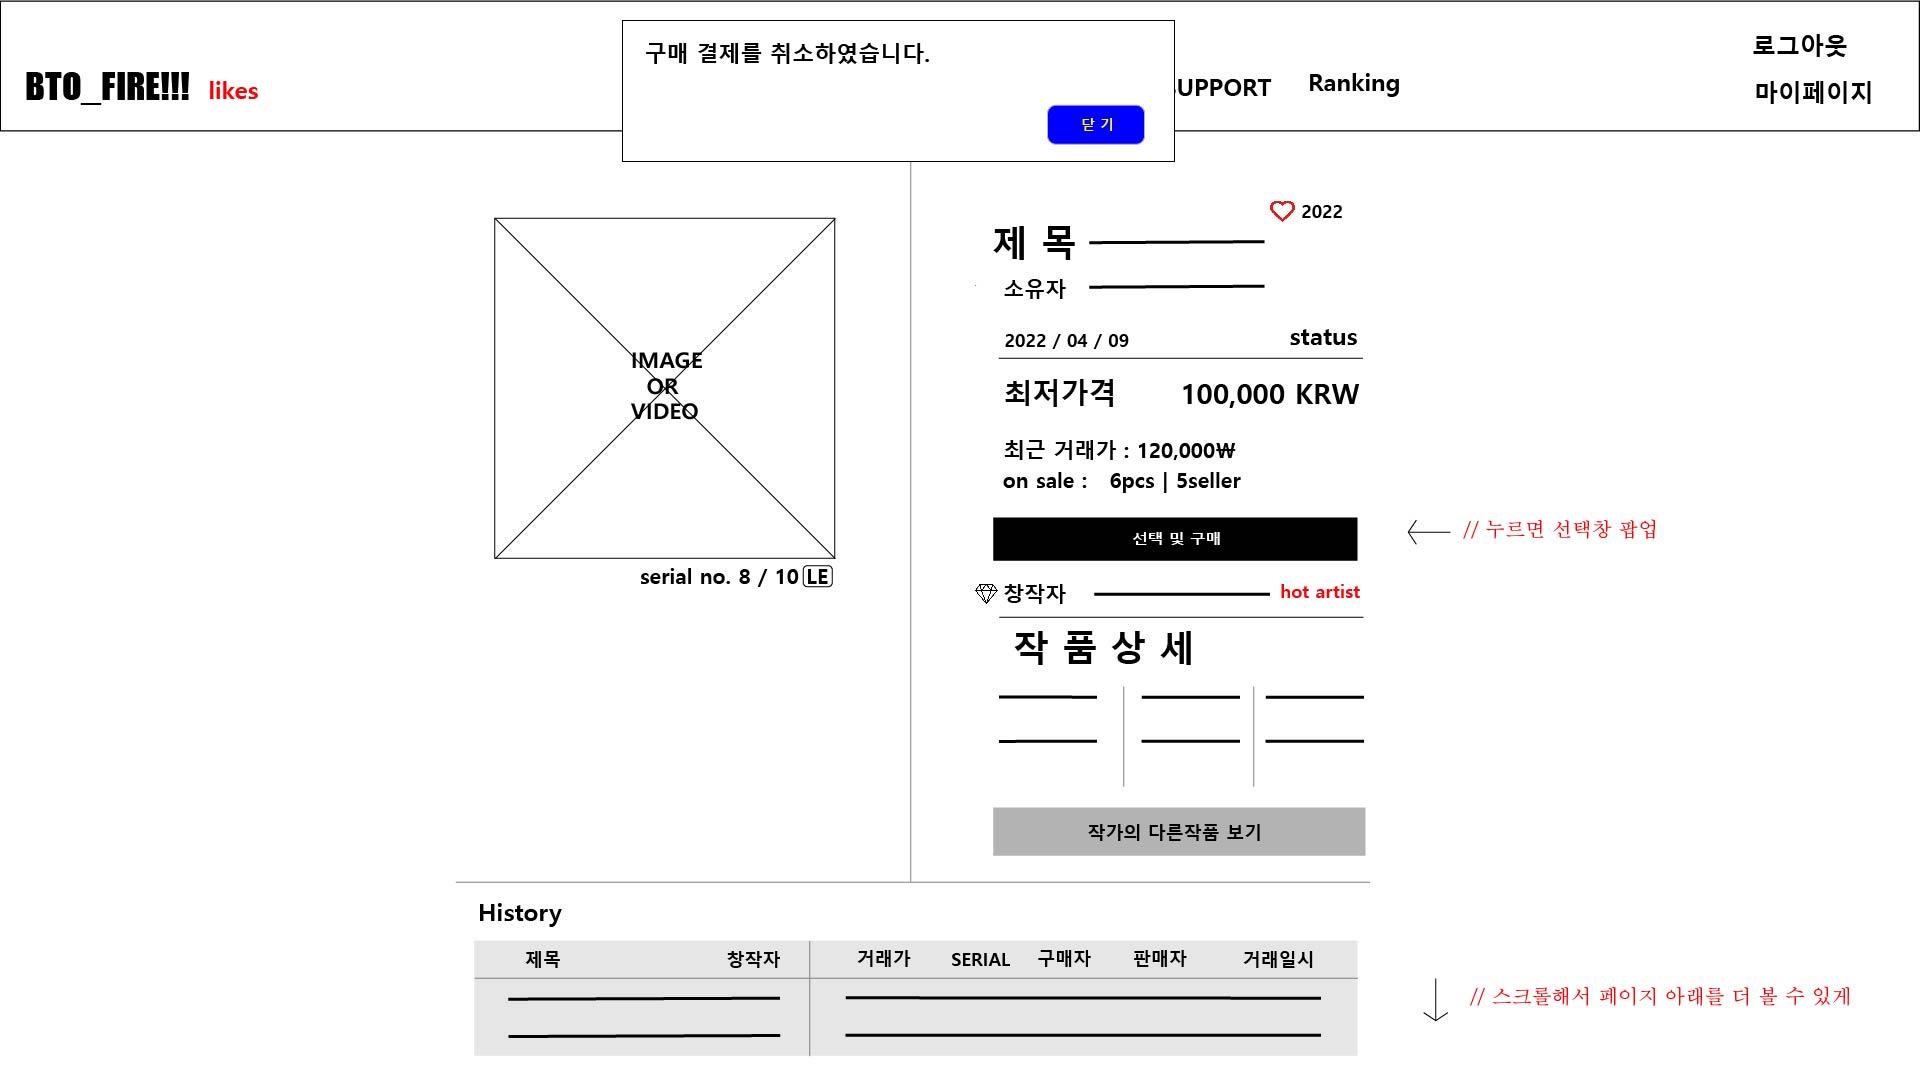 구매 결제를 취소하였습니다.
닫 기
BTO_FIRE!!! likes
UPPORT Ranking
로그아웃
마이페이지
2022
제 목
소유자
2022 / 04 / 09 status
최저가격 100,000 KRW
최근 거래가 : 120,000₩
on sale : 6pcs | 5seller
선택 및 구매
// 누르면 선택창 팝업
IMAGE
OR
VIDEO
serial no. 8 / 10 LE
창작자 hot artist
작 품 상 세
작가의 다른작품 보기
History
제목 창작자 거래가 SERIAL 구매자 판매자 거래일시
// 스크롤해서 페이지 아래를 더 볼 수 있게